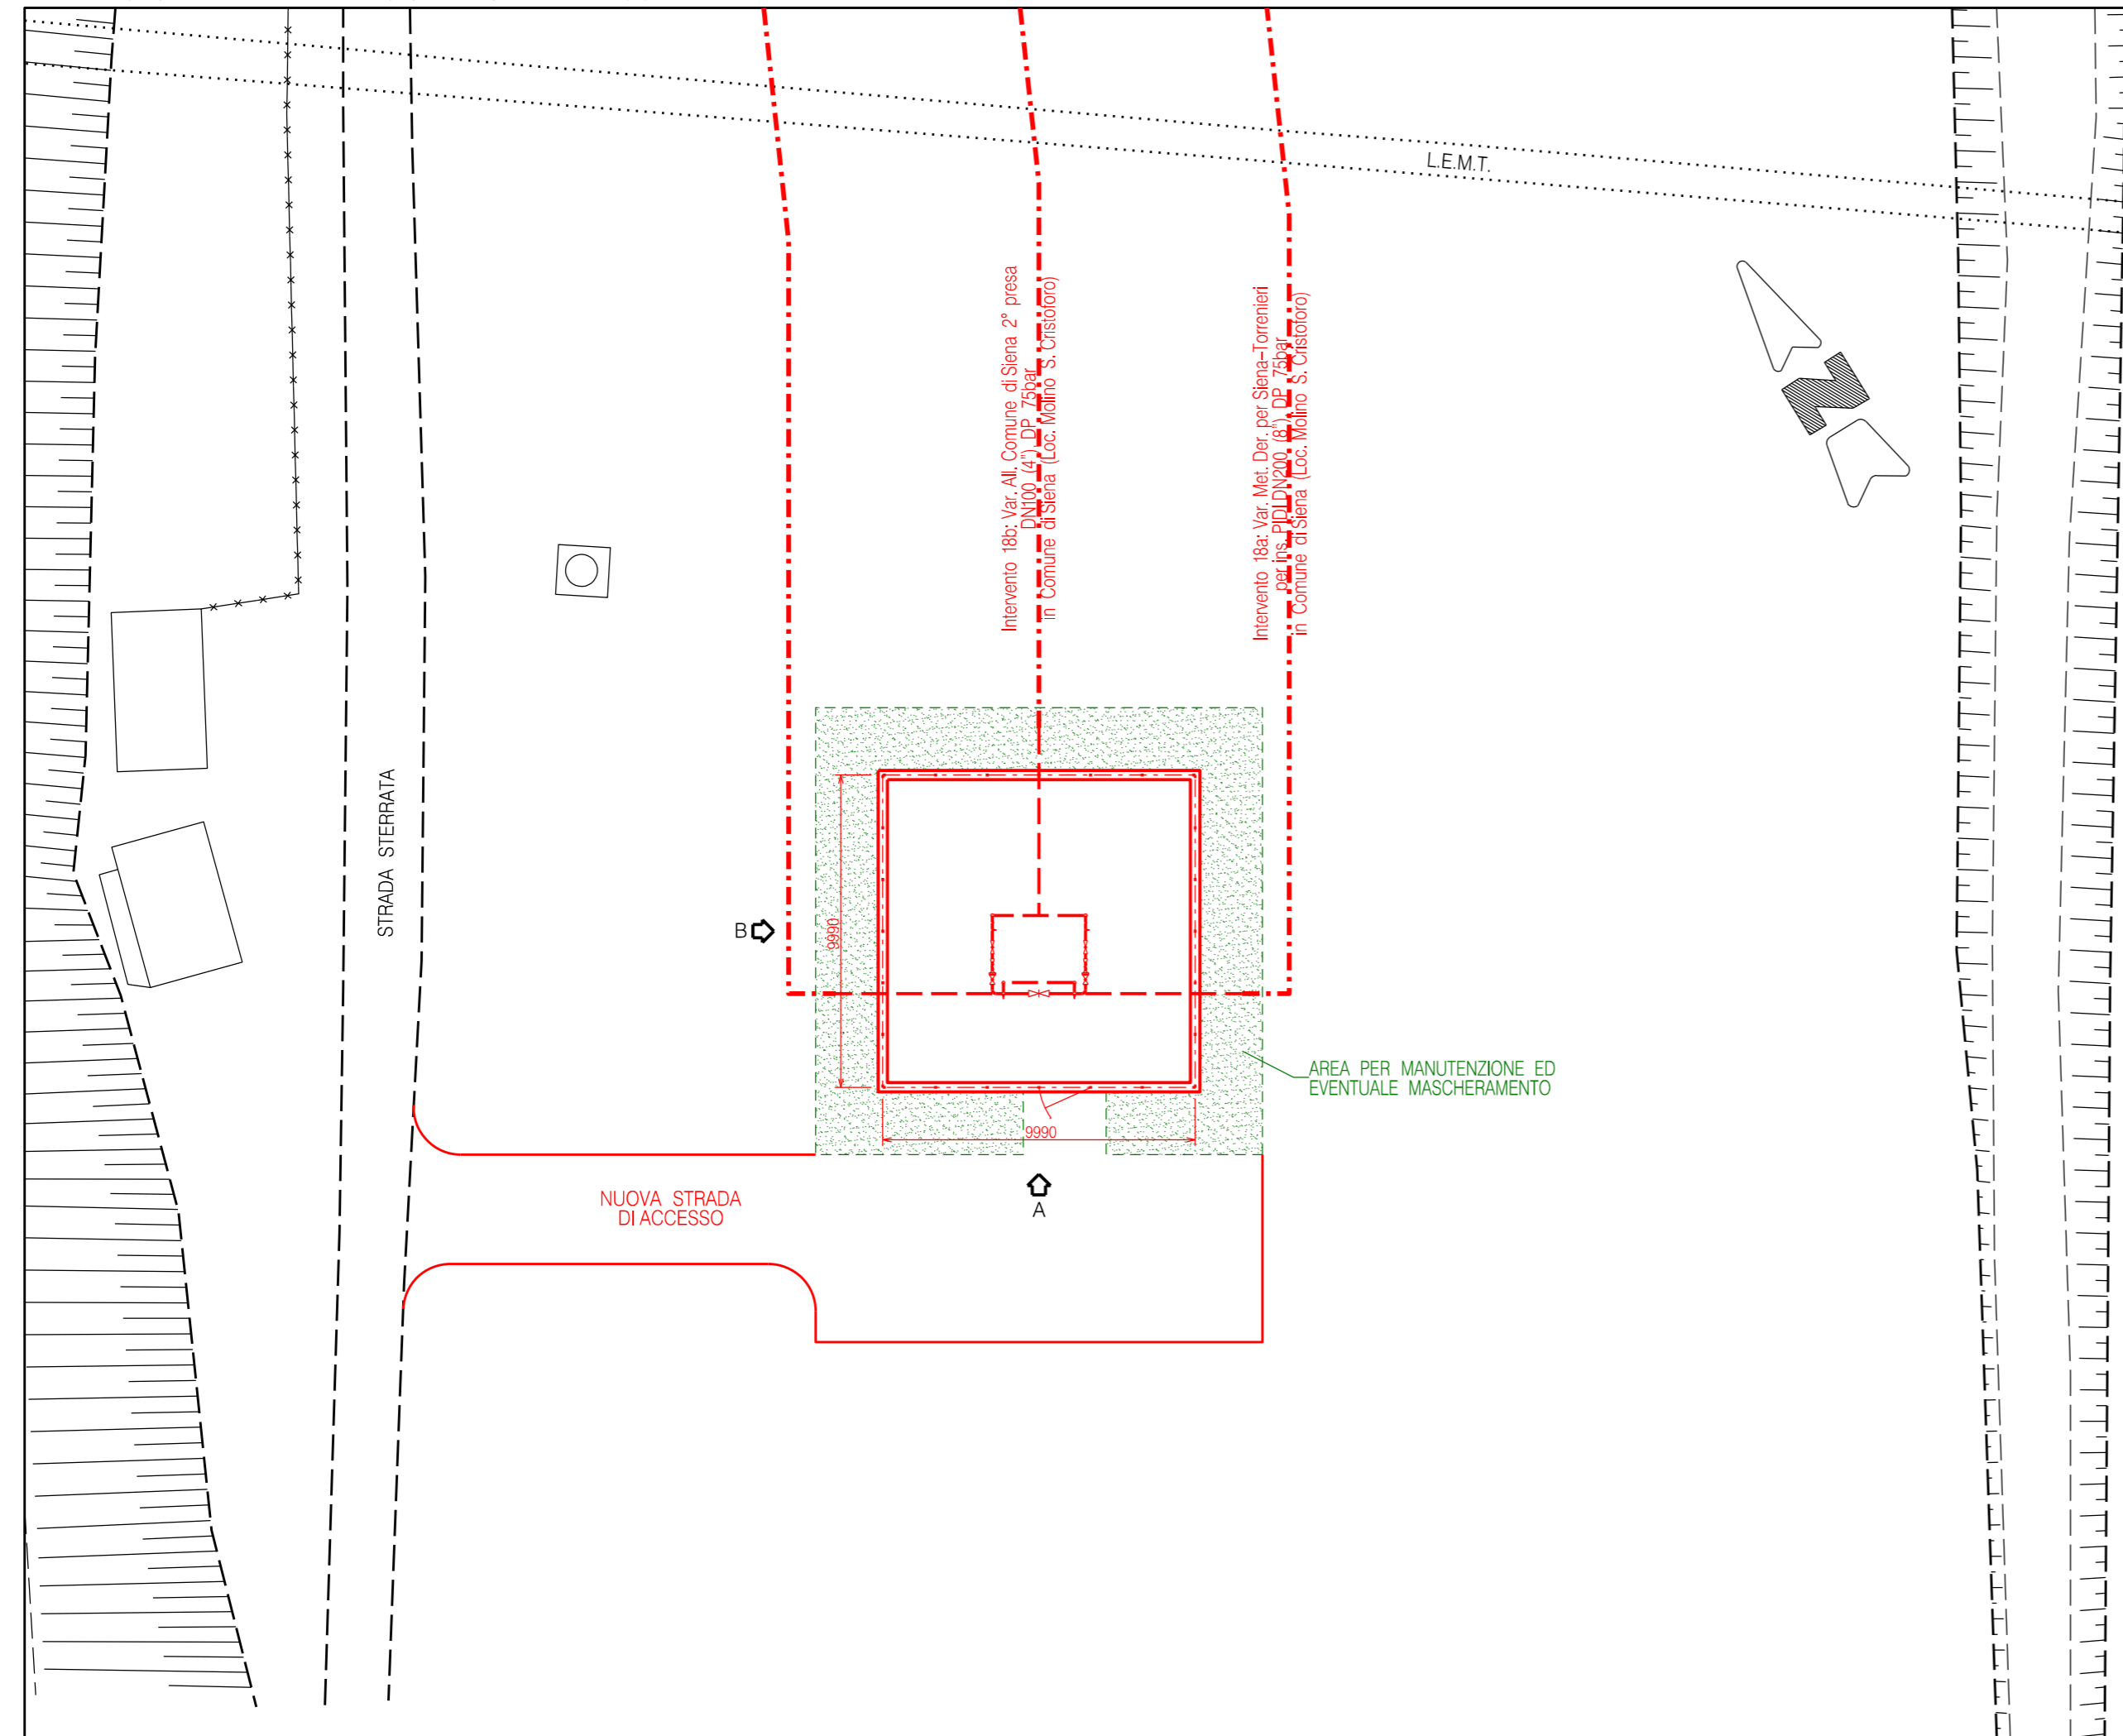 L.E.M.T.
Intervento 18b: Var. All. Comune di Siena 2° presa
DN100 (4") DP 75bar
in Comune di Siena (Loc. Molino S. Cristoforo)
Intervento 18a: Var. Met. Der. per Siena-Torrenieri
per ins. PIDI DN200 (8") DP 75bar
in Comune di Siena (Loc. Molino S. Cristoforo)
N
STRADA STERRATA
B
9990
AREA PER MANUTENZIONE ED
EVENTUALE MASCHERAMENTO
9990
A
NUOVA STRADA
DI ACCESSO